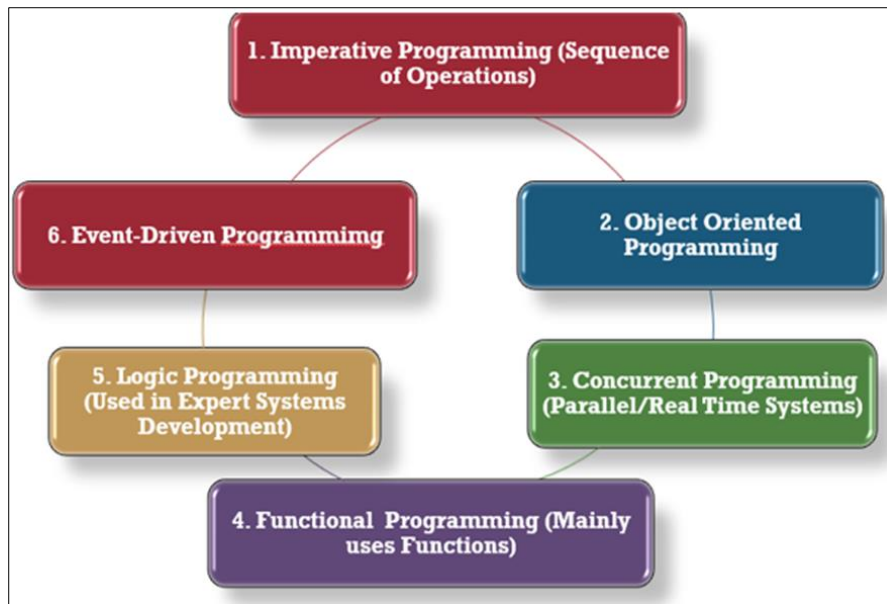 1. Imperative Programming (Sequence
of Operations)
2. Object Oriented
Programming
3. Concurrent Programming
(Parallel/Real Time Systems)
4. Functional Programming (Mainly
uses Functions)
5. Logic Programming
(Used in Expert Systems
Development)
6. Event-Driven Programmimg